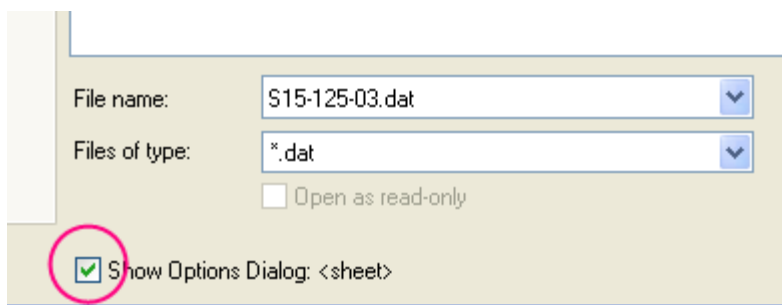 File name: S15-125-03.dat
Files of type: *.dat
Open as read-only
Show Options Dialog: <sheet>